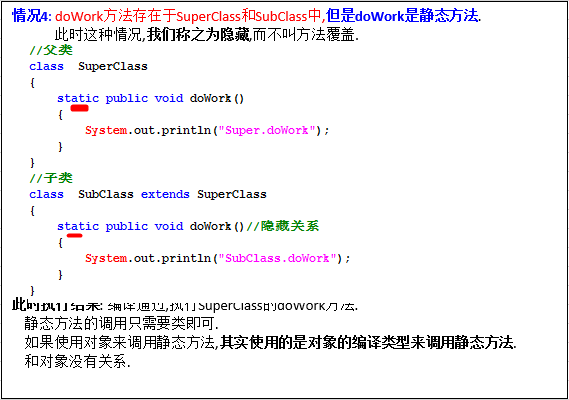 情况4: doWork方法存在于SuperClass和SubClass中,但是doWork是静态方法.
此时这种情况,我们称之为隐藏,而不叫方法覆盖.
//父类
class  SuperClass
{
static public void doWork()
{
System.out.println("Super.doWork");
}
}
//子类
class  SubClass extends SuperClass
{
static public void doWork()//隐藏关系
{
System.out.println("SubClass.doWork");
}
}
此时执行结果: 编译通过,执行SuperClass的doWork方法.
静态方法的调用只需要类即可.
如果使用对象来调用静态方法,其实使用的是对象的编译类型来调用静态方法.
和对象没有关系.